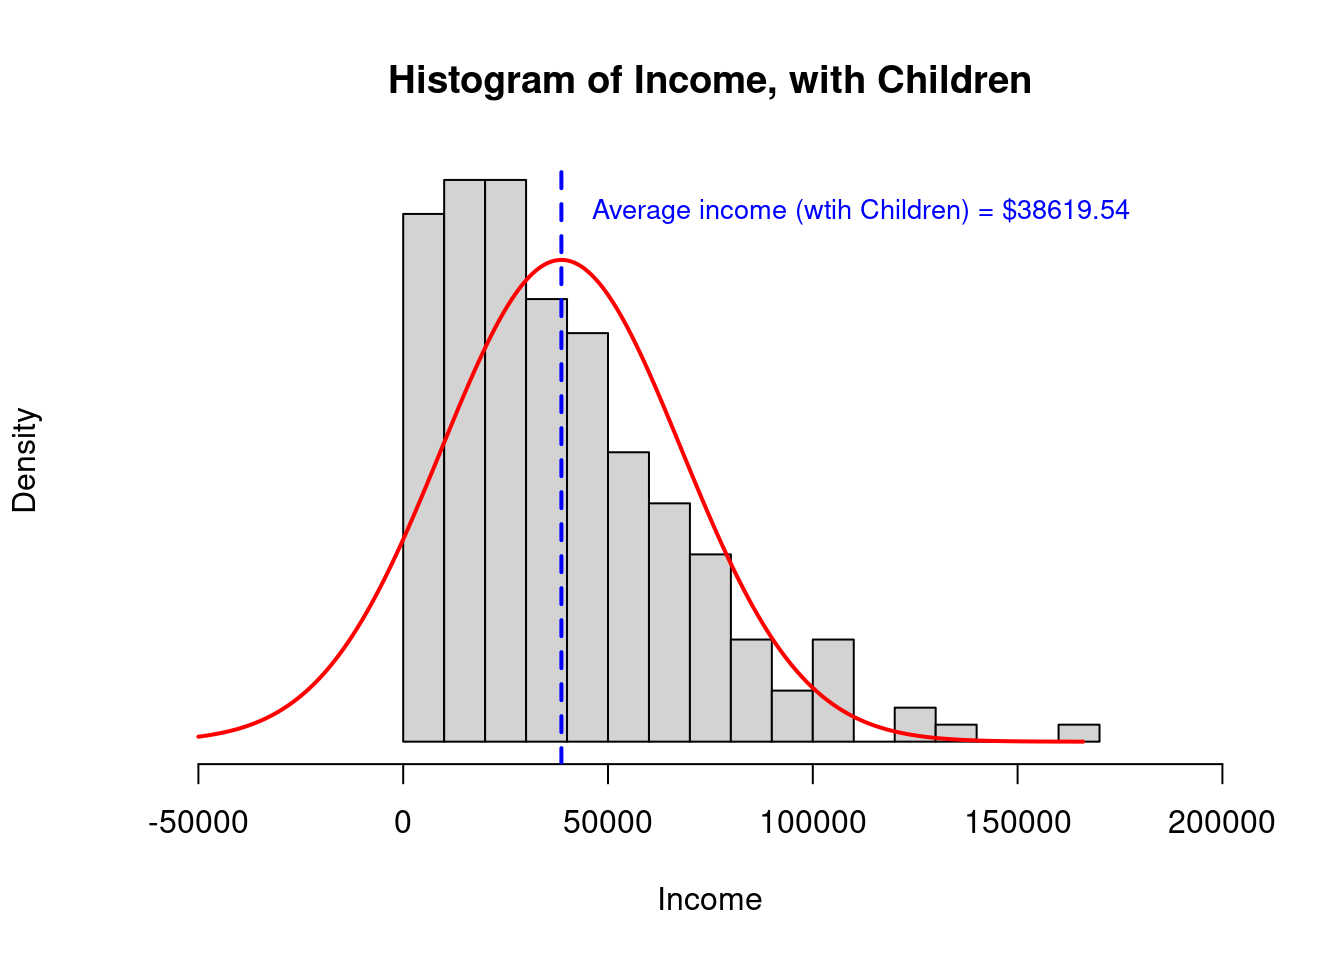 Histogram of Income, with Children
Average income (wtih Children) = $38619.54
Density
-50000 0 50000 100000 150000 200000
Income